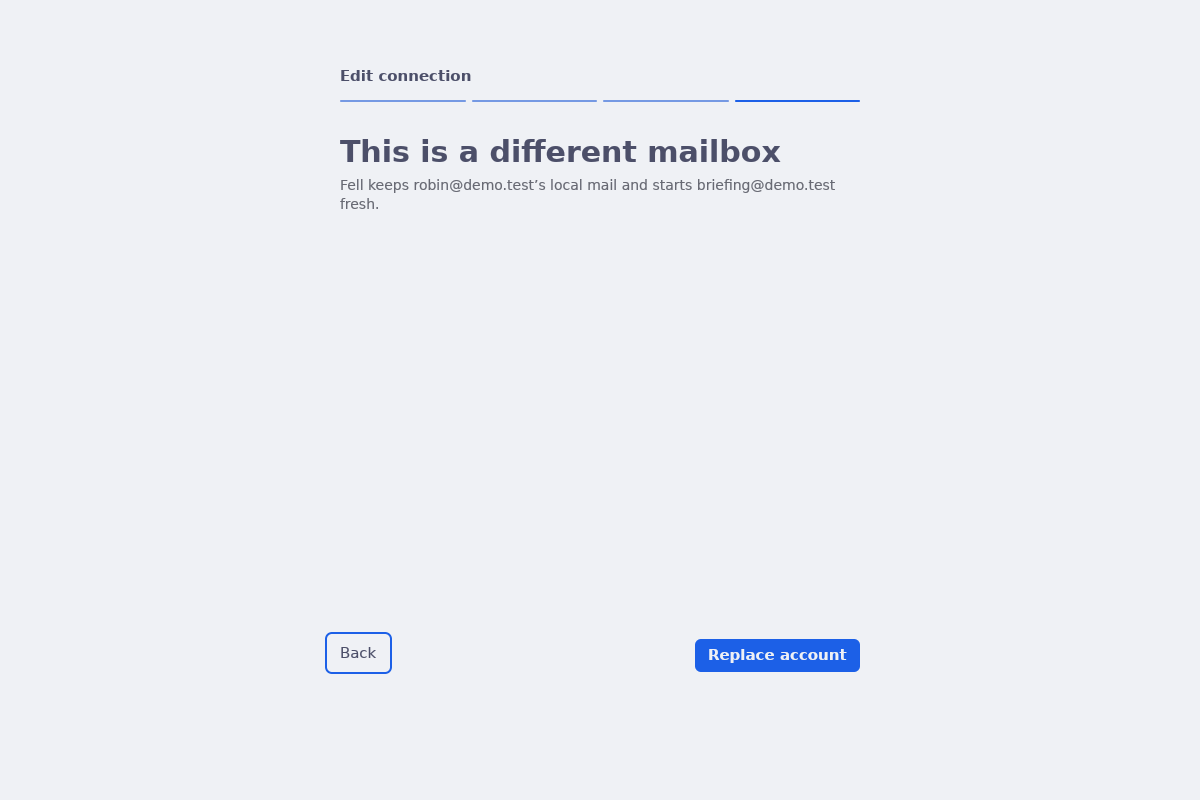 Edit connection
This is a different mailbox
Fell keeps robin@demo.test’s local mail and starts briefing@demo.test
fresh.
Back
Replace account